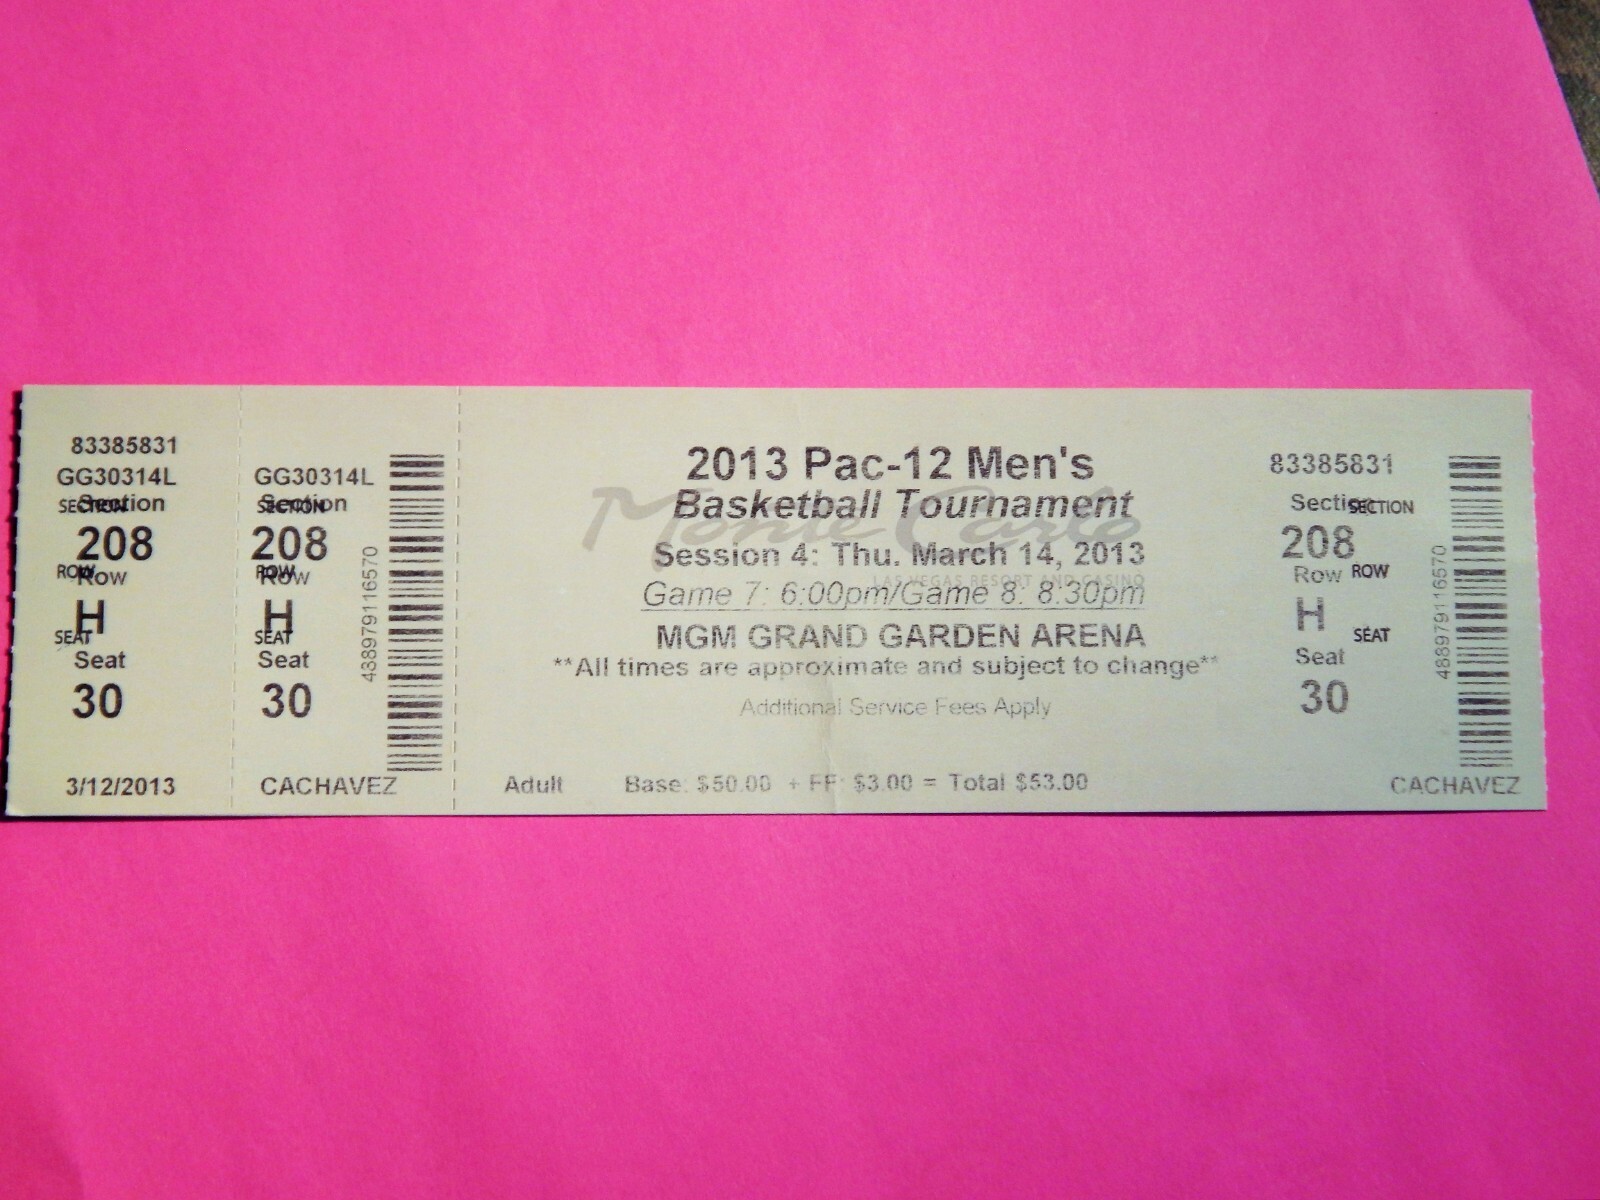 83385831
GG30314L
SECTION
Section
208
ROW
Row
H
SEAT
Seat
30
3/12/2013
GG30314L
SECTION
Section
208
ROW
Row
H
SEAT
Seat
30
CACHAVEZ
438979116570
2013 Pac-12 Men's
Basketball Tournament
Monte Carlo
Session 4: Thu. March 14, 2013
LAS VEGAS RESORT AND CASINO
Game 7: 6:00pm/Game 8: 8:30pm
MGM GRAND GARDEN ARENA
**All times are approximate and subject to change**
Additional Service Fees Apply
Adult Base: $50.00 + FF: $3.00 = Total $53.00
83385831
Section SECTION
208
Row ROW
H
SEAT
Seat
30
CACHAVEZ